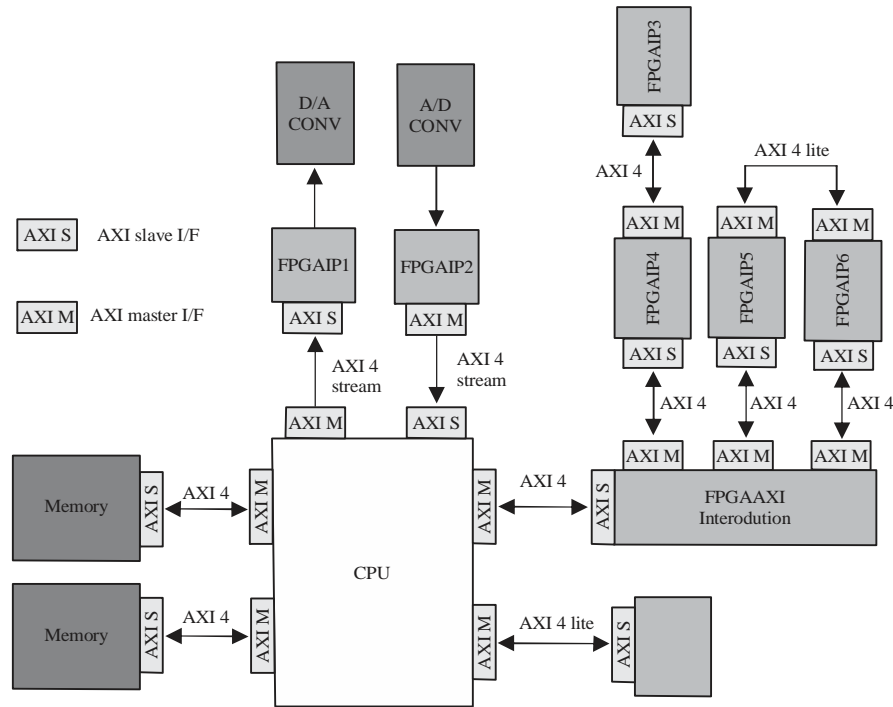 FPGAIP3
AXI S
D/A
CONV
A/D
CONV
AXI 4
AXI 4 lite
AXI S
AXI slave I/F
AXI M
AXI master I/F
FPGAIP1
AXI S
FPGAIP2
AXI M
AXI M
FPGAIP4
AXI S
AXI M
FPGAIP5
AXI S
AXI M
FPGAIP6
AXI S
AXI 4
stream
AXI 4
stream
AXI 4
AXI 4
AXI 4
AXI M
AXI S
AXI M
AXI M
AXI M
Memory
AXI S
AXI 4
AXI M
AXI M
AXI 4
AXI S
FPGAAXI
Interodution
CPU
Memory
AXI S
AXI 4
AXI M
AXI M
AXI 4 lite
AXI S